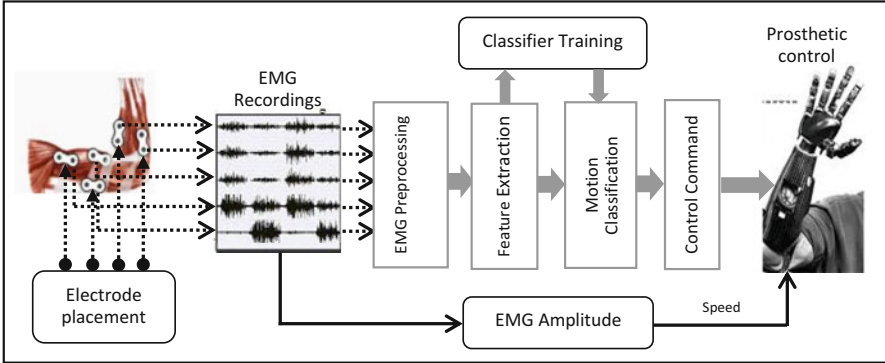 Classifier Training
Prosthetic
control
EMG
Recordings
EMG Preprocessing
Feature Extraction
Motion
Classification
Control Command
Electrode
placement
EMG Amplitude
Speed